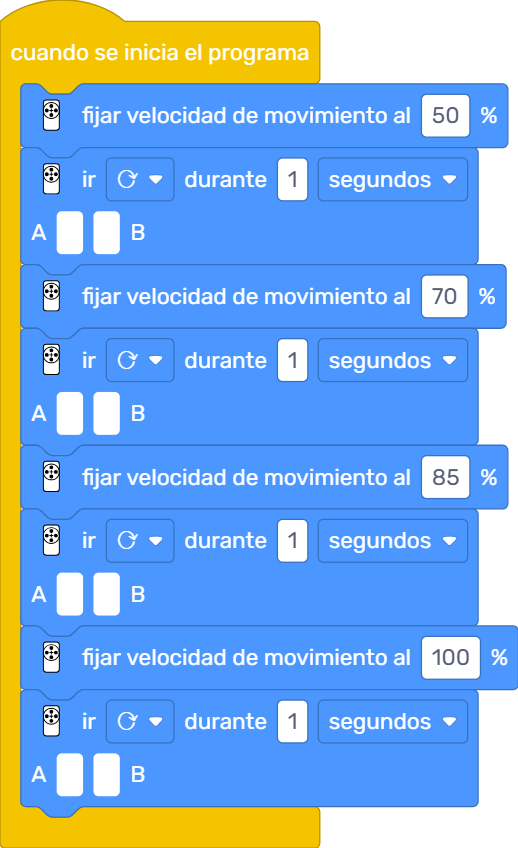 cuando se inicia el programa
fijar velocidad de movimiento al 50 %
ir durante 1 segundos
A B
fijar velocidad de movimiento al 70 %
ir durante 1 segundos
A B
fijar velocidad de movimiento al 85 %
ir durante 1 segundos
A B
fijar velocidad de movimiento al 100 %
ir durante 1 segundos
A B